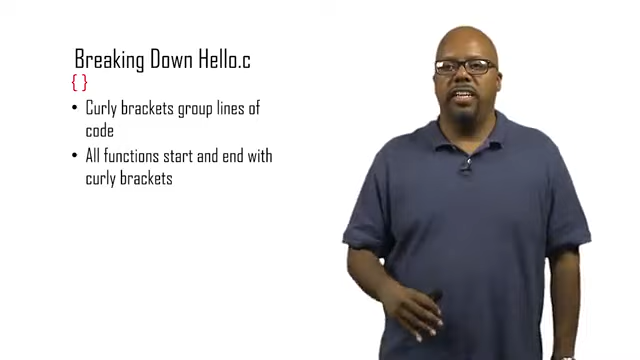 Breaking Down Hello.c
{ }
• Curly brackets group lines of
code
• All functions start and end with
curly brackets